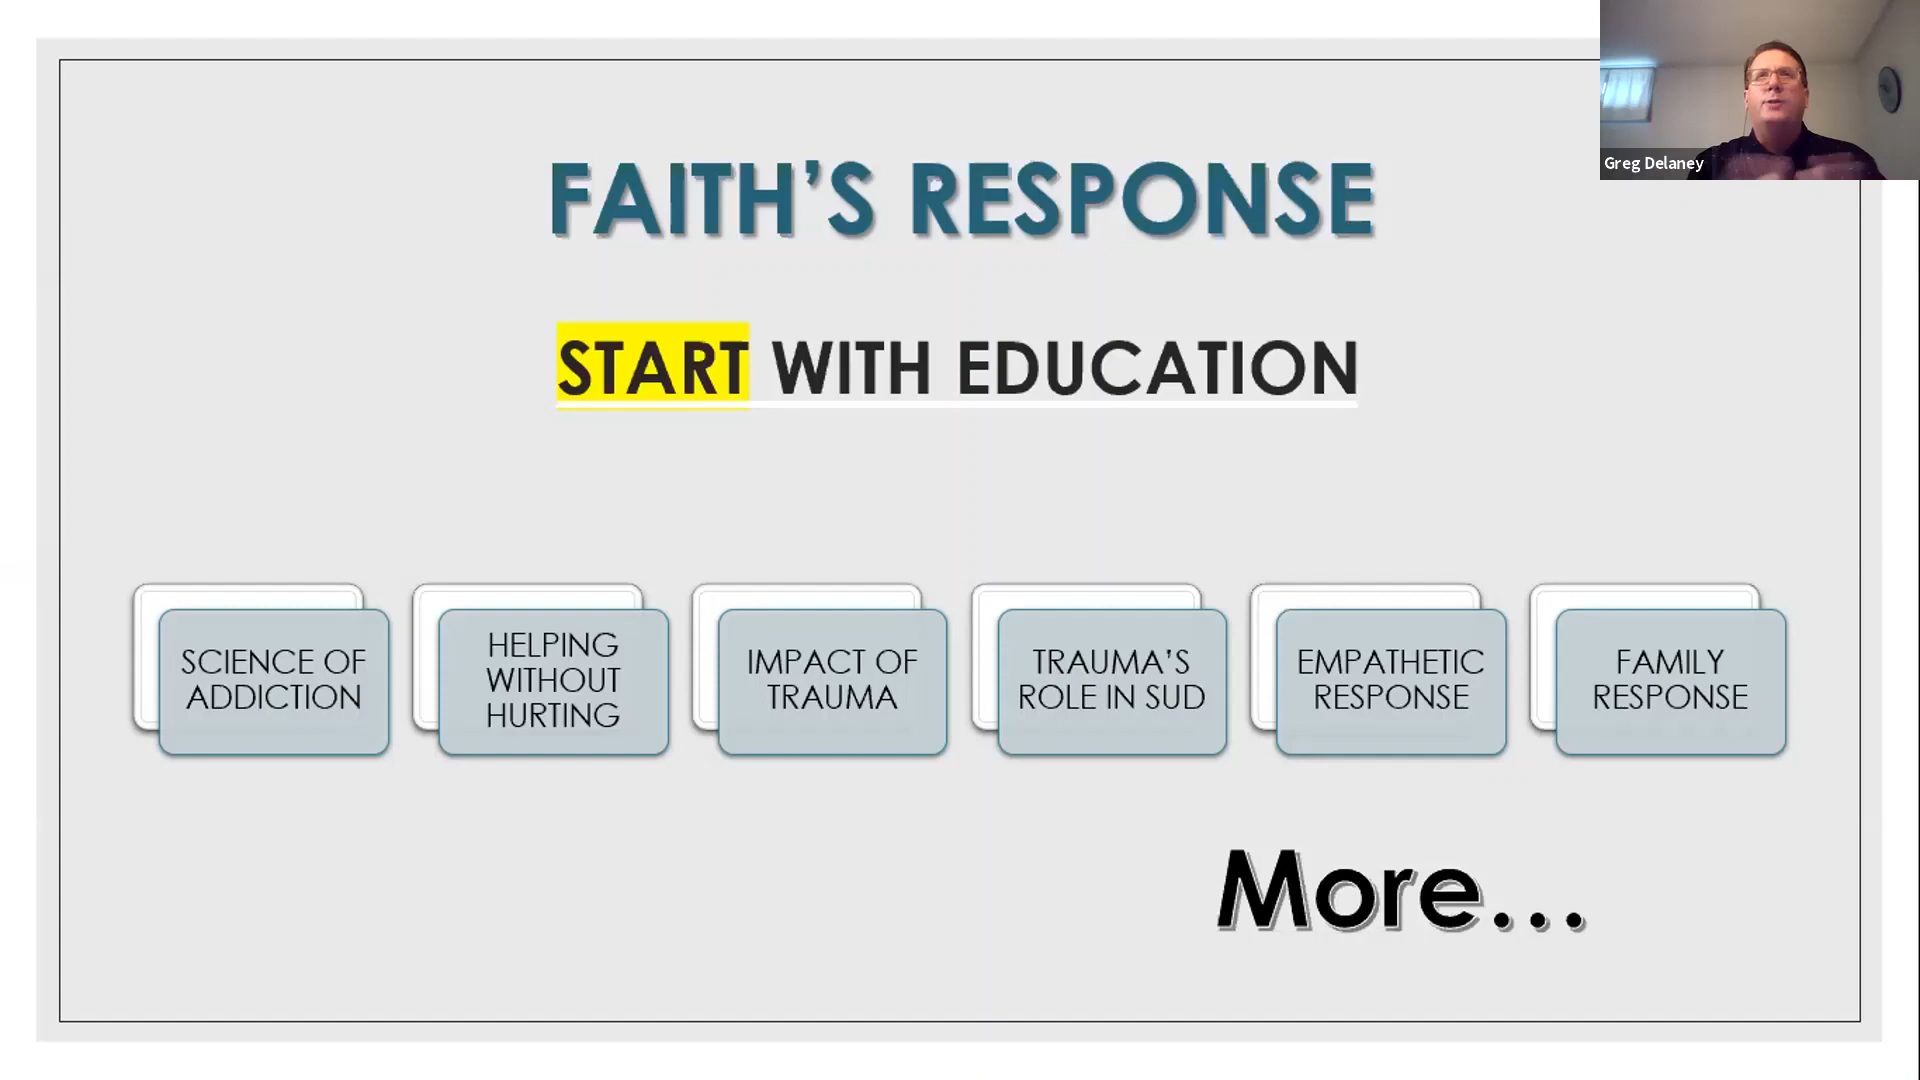 Greg Delaney
FAITH’S RESPONSE
START WITH EDUCATION
SCIENCE OF
ADDICTION
HELPING
WITHOUT
HURTING
IMPACT OF
TRAUMA
TRAUMA’S
ROLE IN SUD
EMPATHETIC
RESPONSE
FAMILY
RESPONSE
More...